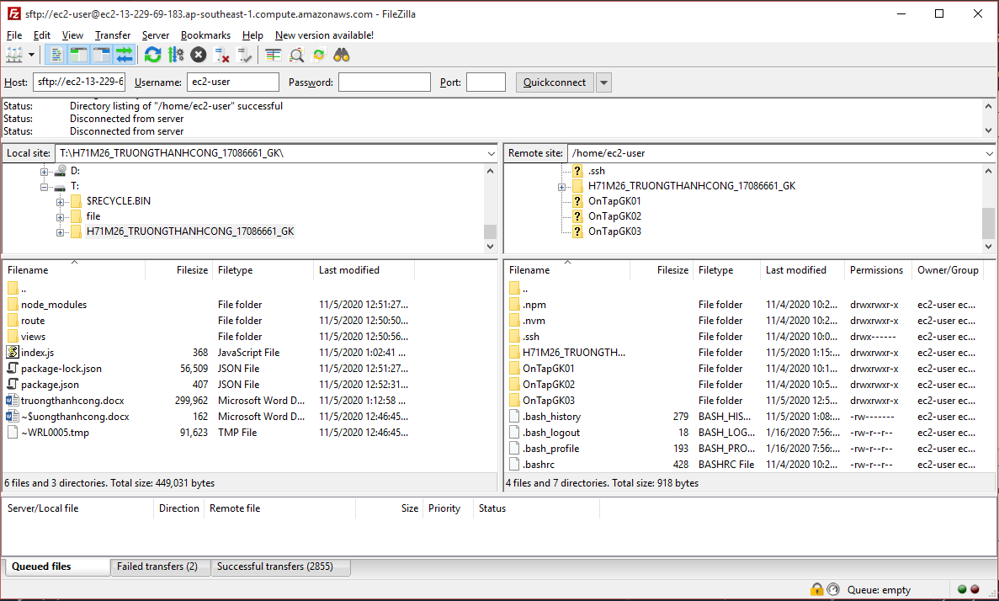 sftp://ec2-user@ec2-13-229-69-183.ap-southeast-1.compute.amazonaws.com - FileZilla
File Edit View Transfer Server Bookmarks Help New version available!
Host: sftp://ec2-13-229-6 Username: ec2-user Password: Port: Quickconnect
Status: Directory listing of "/home/ec2-user" successful
Status: Disconnected from server
Status: Disconnected from server
Local site: T:\H71M26_TRUONGTHANHCONG_17086661_GK\
D:
T:
$RECYCLE.BIN
file
H71M26_TRUONGTHANHCONG_17086661_GK
Remote site: /home/ec2-user
.ssh
H71M26_TRUONGTHANHCONG_17086661_GK
OnTapGK01
OnTapGK02
OnTapGK03
Filename Filesize Filetype Last modified
..
node_modules File folder 11/5/2020 12:51:27...
route File folder 11/5/2020 12:50:50...
views File folder 11/5/2020 12:50:56...
index.js 368 JavaScript File 11/5/2020 1:02:41 ...
package-lock.json 56,509 JSON File 11/5/2020 12:51:27...
package.json 407 JSON File 11/5/2020 12:52:31...
truongthanhcong.docx 299,962 Microsoft Word D... 11/5/2020 1:12:58 ...
~$uongthanhcong.docx 162 Microsoft Word D... 11/5/2020 12:46:45...
~WRL0005.tmp 91,623 TMP File 11/5/2020 12:46:45...
6 files and 3 directories. Total size: 449,031 bytes
Filename Filesize Filetype Last modified Permissions Owner/Group
..
.npm File folder 11/4/2020 10:2... drwxrwxr-x ec2-user ec...
.nvm File folder 11/4/2020 10:2... drwxrwxr-x ec2-user ec...
.ssh File folder 11/4/2020 10:0... drwx------ ec2-user ec...
H71M26_TRUONGTH... File folder 11/5/2020 1:15:... drwxrwxr-x ec2-user ec...
OnTapGK01 File folder 11/4/2020 10:1... drwxrwxr-x ec2-user ec...
OnTapGK02 File folder 11/4/2020 10:5... drwxrwxr-x ec2-user ec...
OnTapGK03 File folder 11/5/2020 12:5... drwxrwxr-x ec2-user ec...
.bash_history 279 BASH_HIS... 11/5/2020 1:08:... -rw------- ec2-user ec...
.bash_logout 18 BASH_LOG... 1/16/2020 7:56:... -rw-r--r-- ec2-user ec...
.bash_profile 193 BASH_PRO... 1/16/2020 7:56:... -rw-r--r-- ec2-user ec...
.bashrc 428 BASHRC File 11/4/2020 10:2... -rw-r--r-- ec2-user ec...
4 files and 7 directories. Total size: 918 bytes
Server/Local file Direction Remote file Size Priority Status
Queued files Failed transfers (2) Successful transfers (2855)
Queue: empty